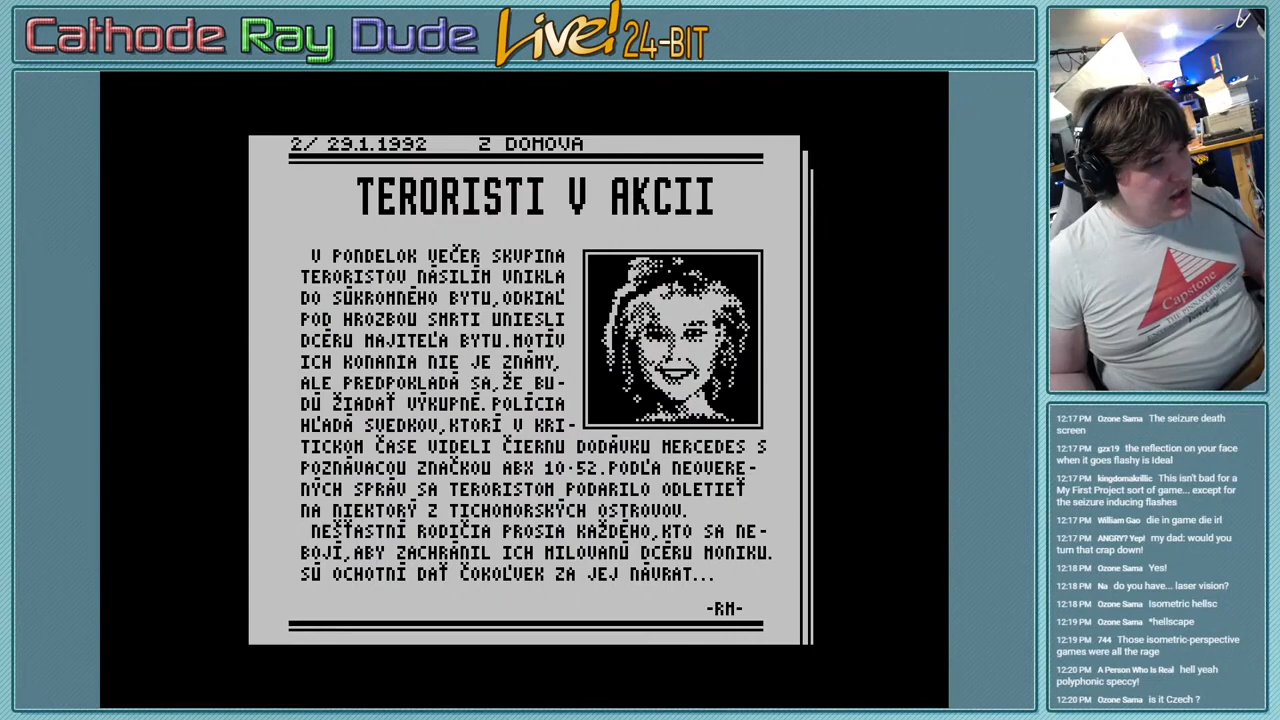 Cathode Ray Dude Live! 24-BIT
2/ 29.1.1992 Z DOMOVA
TERORISTI V AKCII
V PONDELOK VEČER SKUPINA
TERORISTOV NÁSILÍM VNIKLA
DO SÚKROMNÉHO BYTU,ODKIAĽ
POD HROZBOU SMRTI UNIESLI
DCÉRU MAJITEĽA BYTU.MOTÍV
ICH KONANIA NIE JE ZNÁMY,
ALE PREDPOKLADÁ SA,ŽE BU-
DÚ ŽIADAŤ VÝKUPNÉ.POLÍCIA
HĽADÁ SVEDKOV,KTORÍ V KRI-
TICKOM ČASE VIDELI ČIERNU DODÁVKU MERCEDES S
POZNÁVACOU ZNAČKOU ABX 10-52.PODĽA NEOVERE-
NÝCH SPRÁV SA TERORISTOM PODARILO ODLETIEŤ
NA NIEKTORÝ Z TICHOMORSKÝCH OSTROVOV.
NEŠŤASTNÍ RODIČIA PROSIA KAŽDÉHO,KTO SA NE-
BOJÍ,ABY ZACHRÁNIL ICH MILOVANÚ DCÉRU MONIKU.
SÚ OCHOTNÍ DAŤ ČOKOĽVEK ZA JEJ NÁVRAT...
-RM-
Capstone
12:17 PM Ozone Sama The seizure death
screen
12:17 PM gzx19 the reflection on your face
when it goes flashy is Ideal
12:17 PM kingdomakrillic This isn't bad for a
My First Project sort of game... except for
the seizure inducing flashes
12:17 PM William Gao die in game die irl
12:17 PM ANGRY? Yep! my dad: would you
turn that crap down!
12:18 PM Ozone Sama Yes!
12:18 PM Na do you have... laser vision?
12:18 PM Ozone Sama Isometric hellsc
12:19 PM Ozone Sama *hellscape
12:19 PM 744 Those isometric-perspective
games were all the rage
12:20 PM A Person Who Is Real hell yeah
polyphonic speccy!
12:20 PM Ozone Sama is it Czech ?